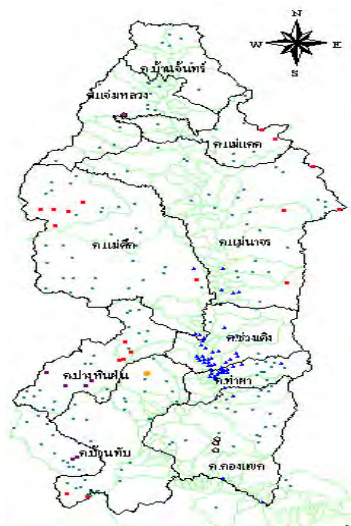 N
W E
S
ต.บ้านจันทร์
ต.แจ่มหลวง
ต.แม่แดด
ต.แม่นาจร
ต.แม่ศึก
ต.ช่างเคิ่ง
ต.ท่าผา
ต.ปางหินฝน
ต.บ้านทับ
ต.กองแขก